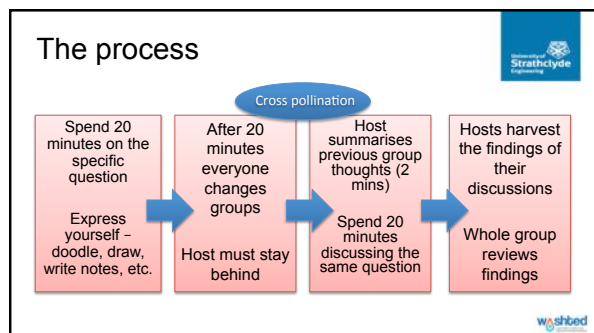 The process
University of
Strathclyde
Engineering
Cross pollination
Spend 20
minutes on the
specific
question
Express
yourself –
doodle, draw,
write notes, etc.
After 20
minutes
everyone
changes
groups
Host must stay
behind
Host
summarises
previous group
thoughts (2
mins)
Spend 20
minutes
discussing the
same question
Hosts harvest
the findings of
their
discussions
Whole group
reviews
findings
washted